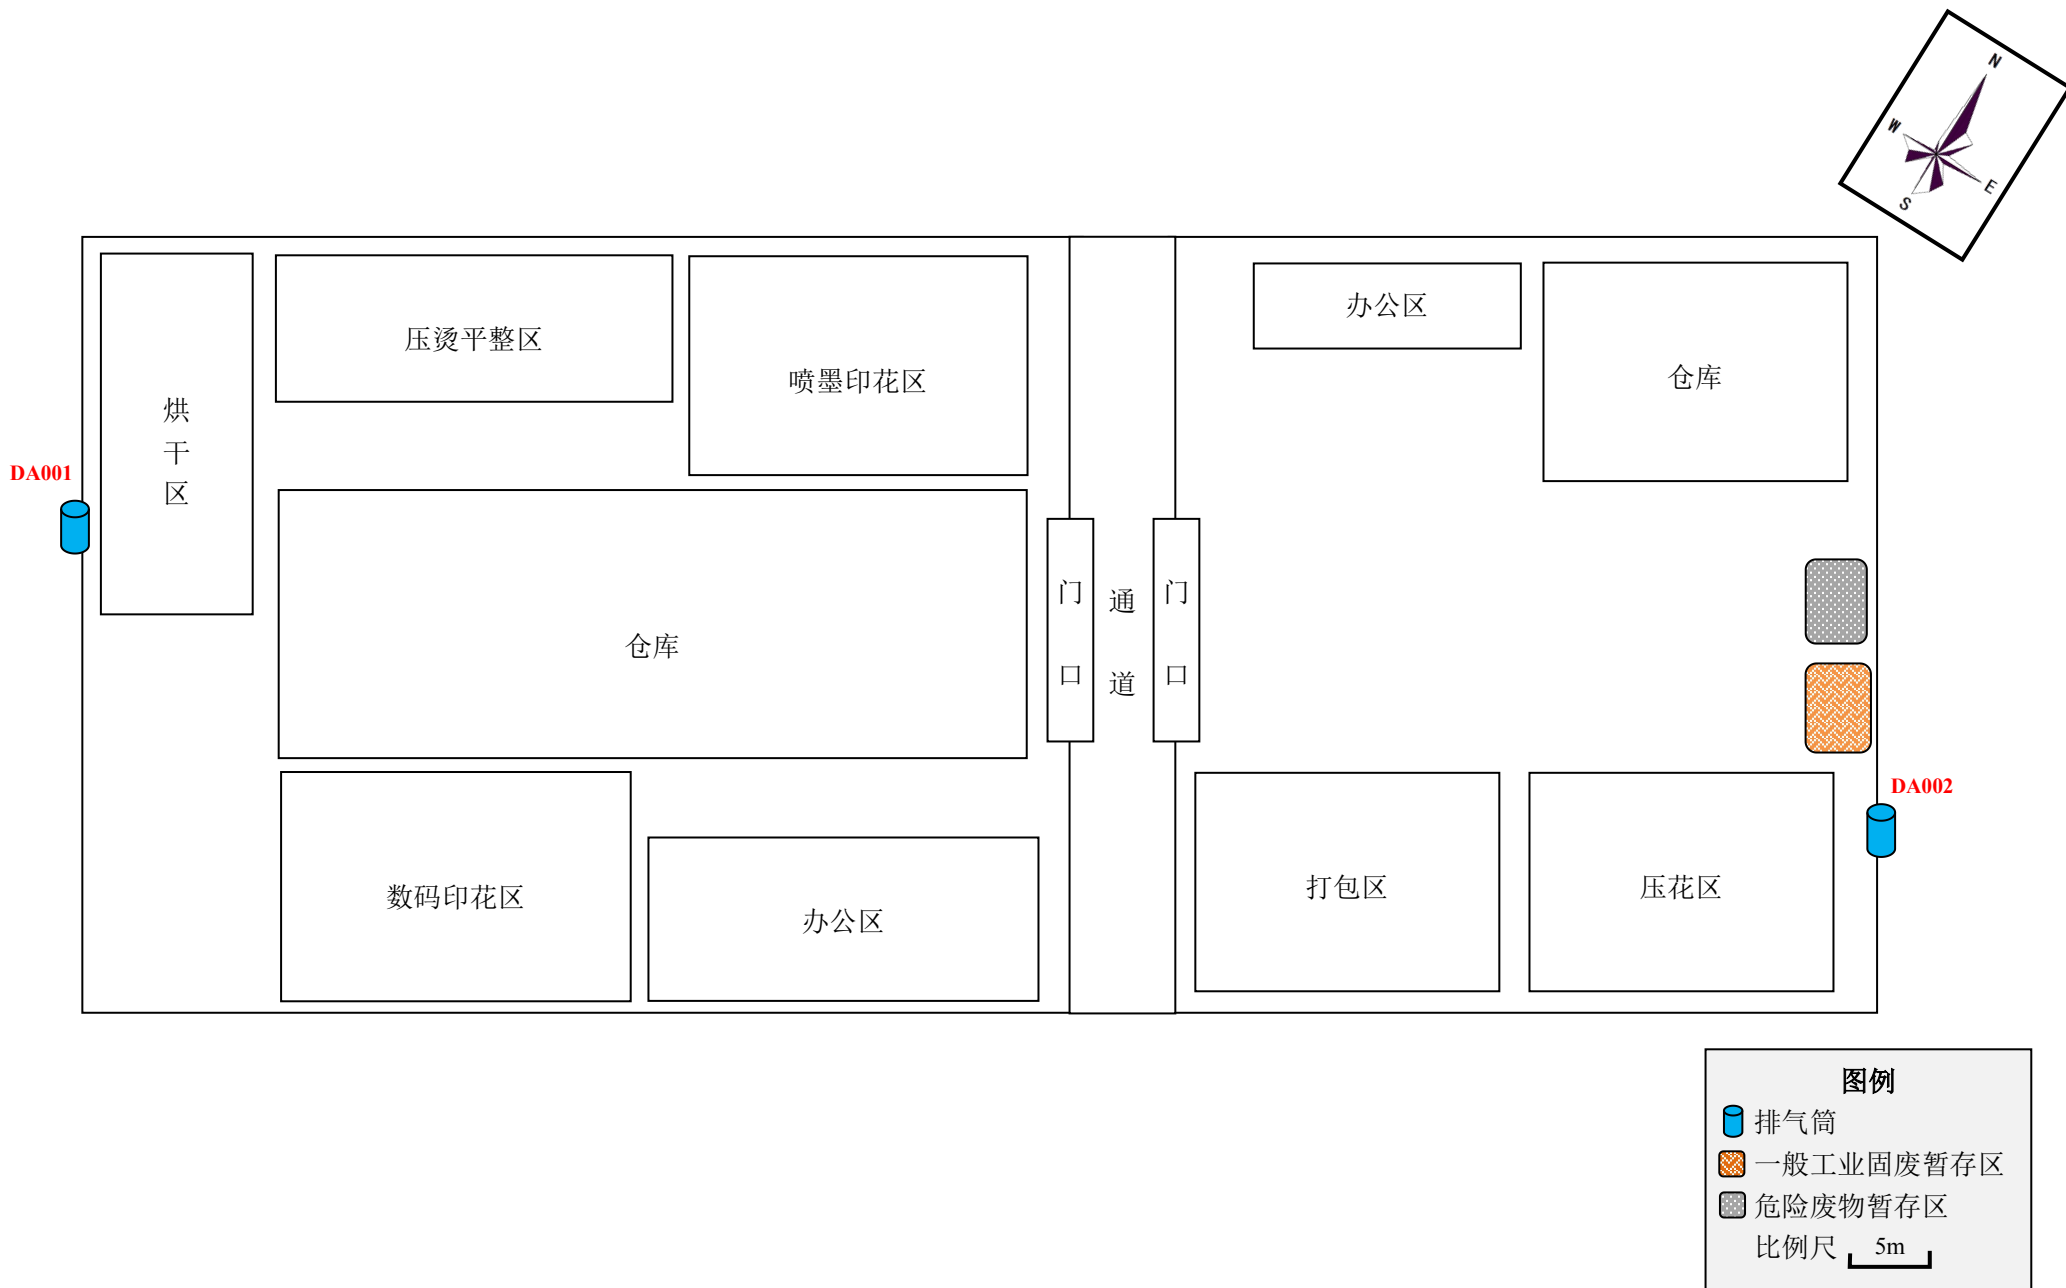 N
W
E
S
压烫平整区
喷墨印花区
办公区
仓库
烘
干
区
DA001
仓库
门
口
通
道
门
口
DA002
数码印花区
办公区
打包区
压花区
图例
排气筒
一般工业固废暂存区
危险废物暂存区
比例尺 5m